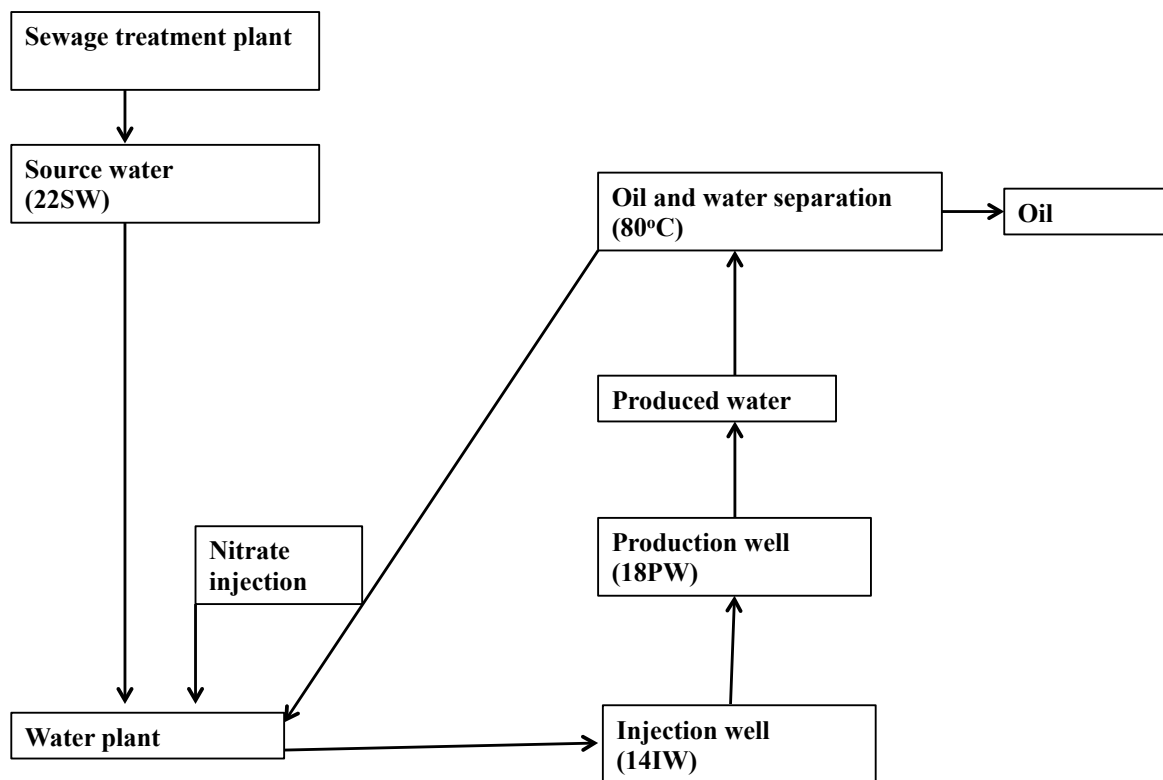 Sewage treatment plant
Source water
(22SW)
Oil and water separation
(80°C)
Oil
Produced water
Nitrate
injection
Production well
(18PW)
Water plant
Injection well
(14IW)